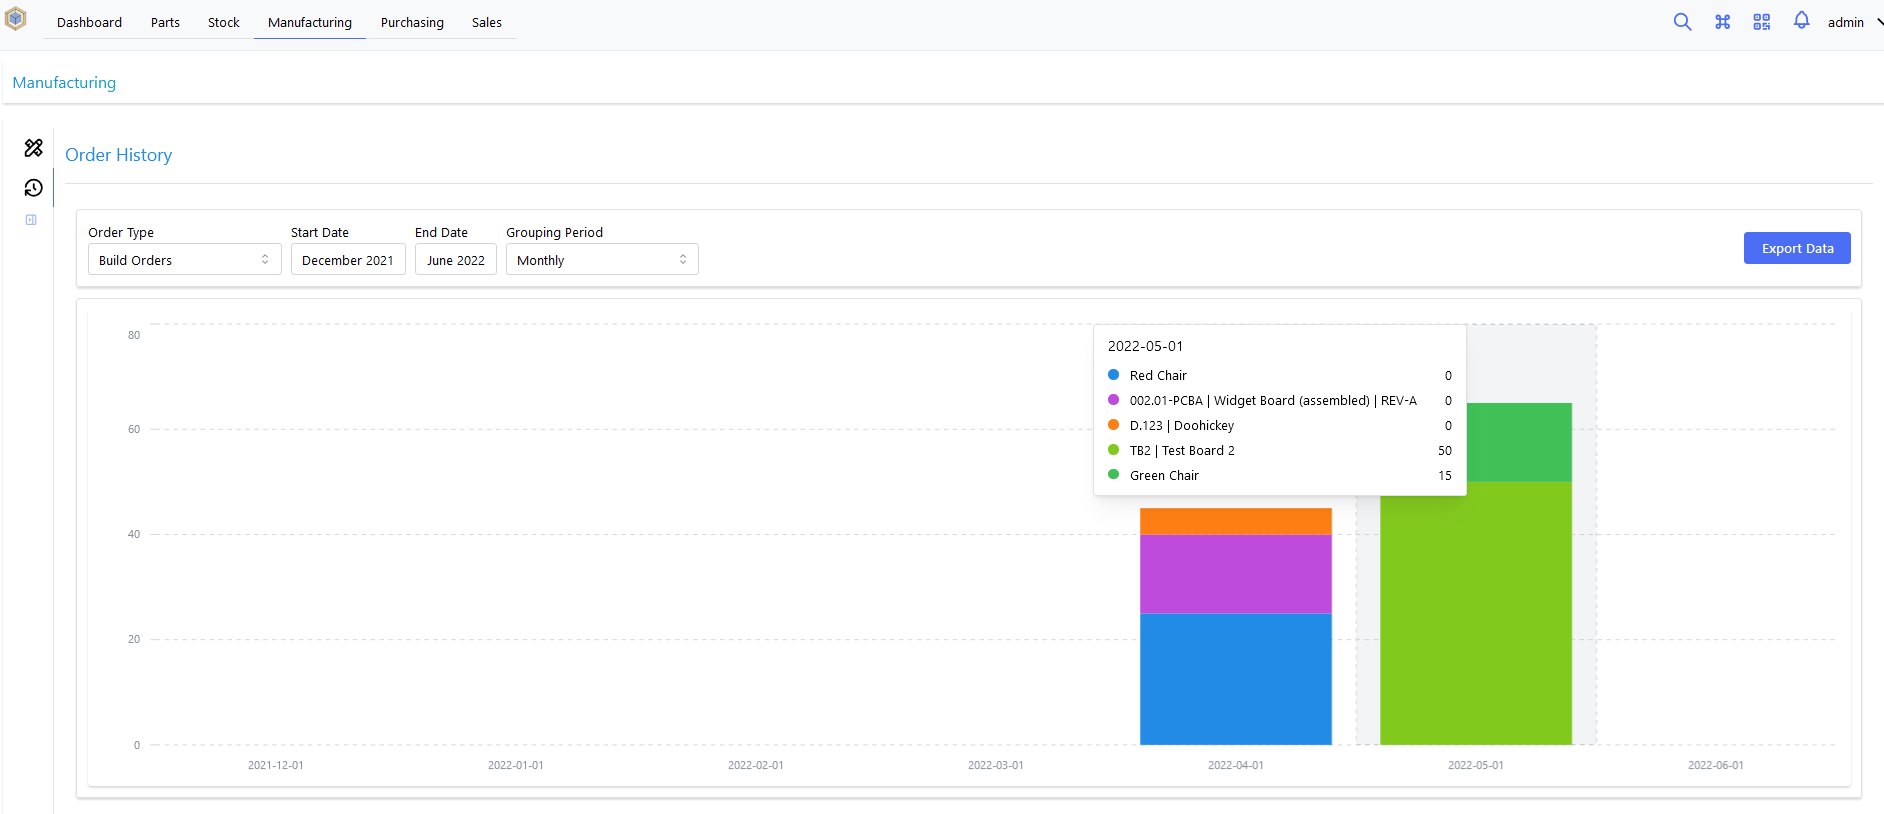 Dashboard Parts Stock Manufacturing Purchasing Sales admin
Manufacturing
Order History
Order Type Start Date End Date Grouping Period
Build Orders December 2021 June 2022 Monthly
Export Data
80
60
40
20
0
2022-05-01
Red Chair 0
002.01-PCBA | Widget Board (assembled) | REV-A 0
D.123 | Doohickey 0
TB2 | Test Board 2 50
Green Chair 15
2021-12-01 2022-01-01 2022-02-01 2022-03-01 2022-04-01 2022-05-01 2022-06-01